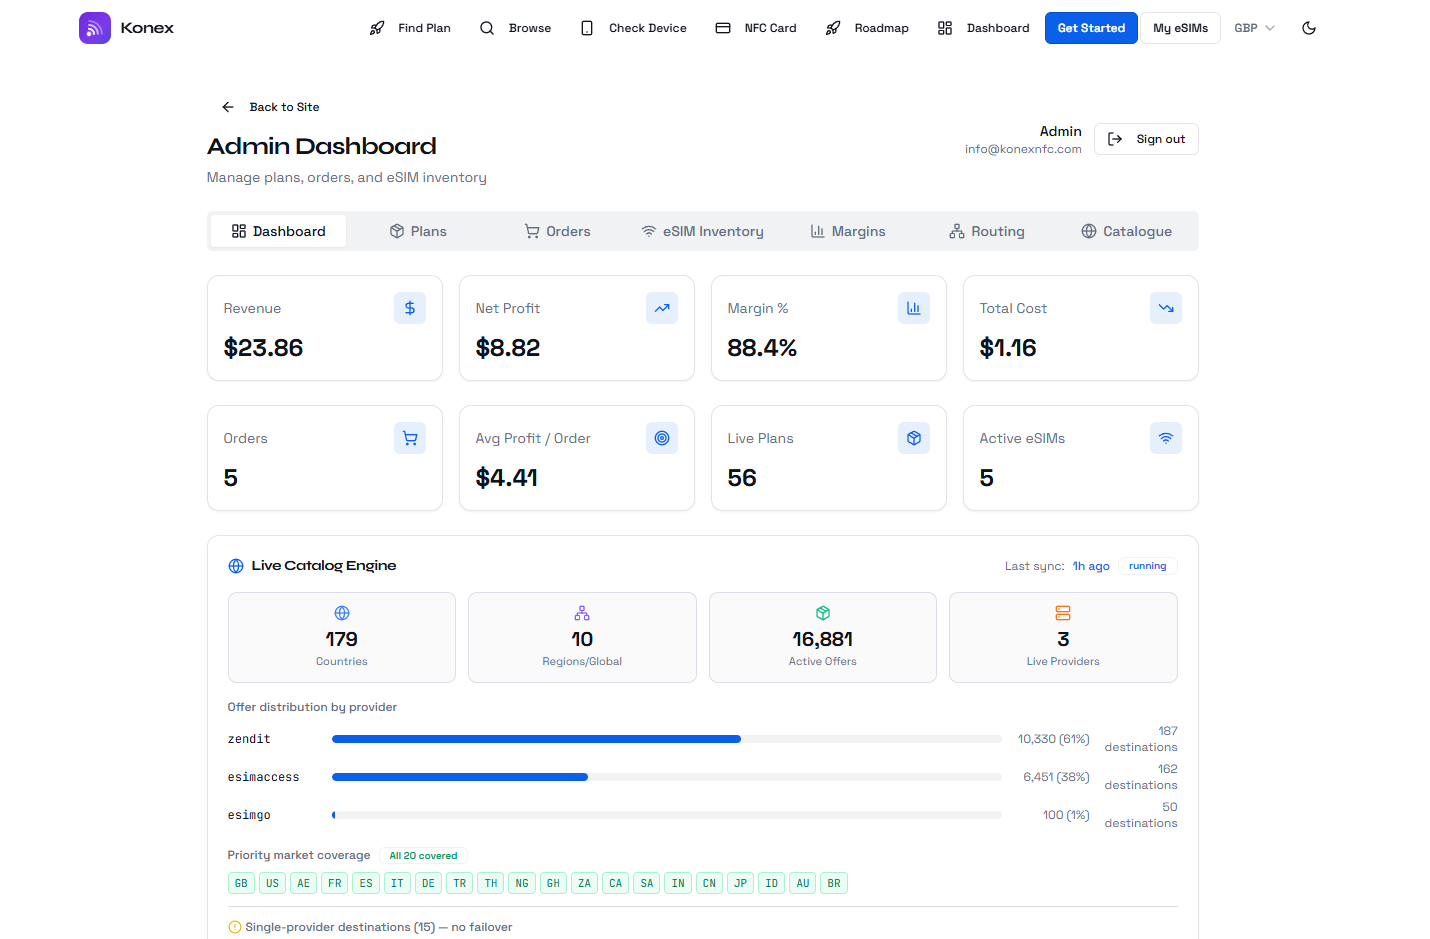 Konex
Find Plan
Browse
Check Device
NFC Card
Roadmap
Dashboard
Get Started
My eSIMs
GBP
Back to Site
Admin Dashboard
Manage plans, orders, and eSIM inventory
Admin
info@konexnfc.com
Sign out
Dashboard
Plans
Orders
eSIM Inventory
Margins
Routing
Catalogue
Revenue
$23.86
Net Profit
$8.82
Margin %
88.4%
Total Cost
$1.16
Orders
5
Avg Profit / Order
$4.41
Live Plans
56
Active eSIMs
5
Live Catalog Engine
Last sync: 1h ago
running
179
Countries
10
Regions/Global
16,881
Active Offers
3
Live Providers
Offer distribution by provider
zendit
10,330 (61%)
187
destinations
esimaccess
6,451 (38%)
162
destinations
esimgo
100 (1%)
50
destinations
Priority market coverage
All 20 covered
GB US AE FR ES IT DE TR TH NG GH ZA CA SA IN CN JP ID AU BR
Single-provider destinations (15) — no failover